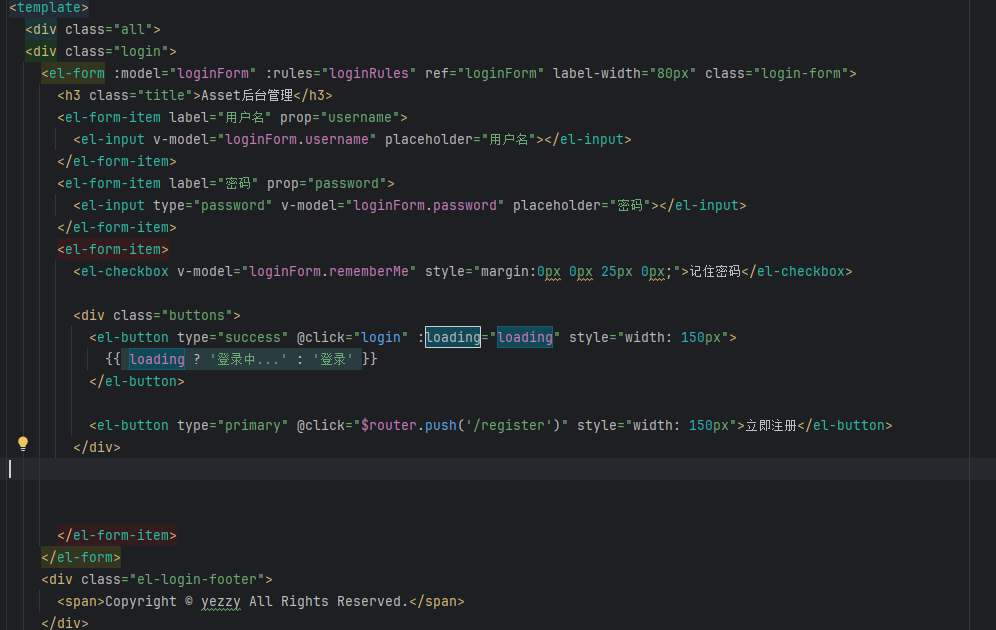 <template>
<div class="all">
<div class="login">
<el-form :model="loginForm" :rules="loginRules" ref="loginForm" label-width="80px" class="login-form">
<h3 class="title">Asset后台管理</h3>
<el-form-item label="用户名" prop="username">
<el-input v-model="loginForm.username" placeholder="用户名"></el-input>
</el-form-item>
<el-form-item label="密码" prop="password">
<el-input type="password" v-model="loginForm.password" placeholder="密码"></el-input>
</el-form-item>
<el-form-item>
<el-checkbox v-model="loginForm.rememberMe" style="margin:0px 0px 25px 0px;">记住密码</el-checkbox>
<div class="buttons">
<el-button type="success" @click="login" :loading="loading" style="width: 150px">
{{ loading ? '登录中...' : '登录' }}
</el-button>
<el-button type="primary" @click="$router.push('/register')" style="width: 150px">立即注册</el-button>
</div>
</el-form-item>
</el-form>
<div class="el-login-footer">
<span>Copyright © yezzy All Rights Reserved.</span>
</div>